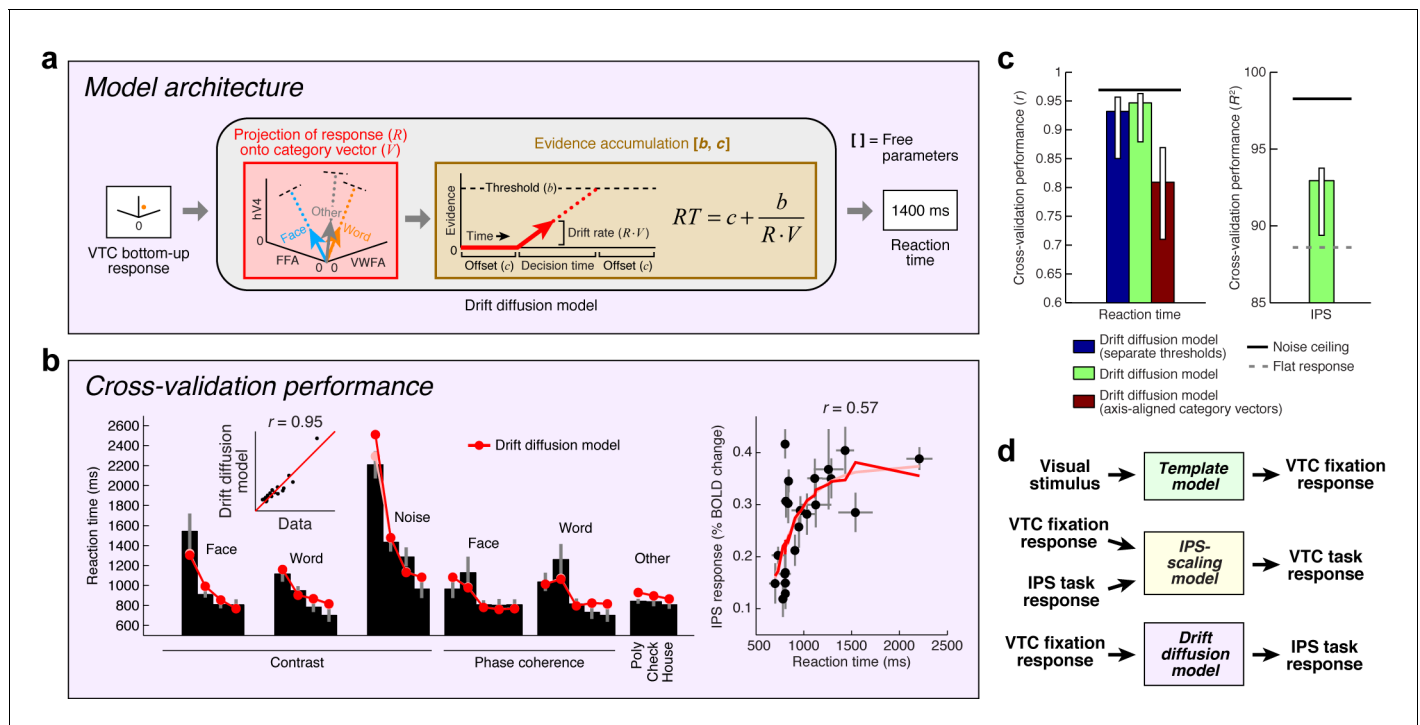 a
Model architecture
Projection of response (R)
onto category vector (V)
Evidence accumulation [b, c]
[ ] = Free
parameters
hV4
Other
Face
Word
0
FFA
0 0
VWFA
0
VTC bottom-up
response
Evidence
0
Threshold (b)
Time
Drift rate (R·V)
Offset (c)
Decision time
Offset (c)
RT = c + b / R · V
1400 ms
Reaction
time
Drift diffusion model
b
Cross-validation performance
Reaction time (ms)
2600
2400
2200
2000
1800
1600
1400
1200
1000
800
600
r = 0.95
Drift diffusion
model
Data
Drift diffusion model
Face
Word
Noise
Face
Word
Other
Contrast
Phase coherence
Poly
Check
House
r = 0.57
IPS response (% BOLD change)
0.4
0.3
0.2
0.1
500
1000
1500
2000
2500
Reaction time (ms)
c
Cross-validation performance (r)
1
0.95
0.9
0.85
0.8
0.75
0.7
0.65
0.6
Reaction time
Cross-validation performance (R²)
100
95
90
85
IPS
Drift diffusion model
(separate thresholds)
Drift diffusion model
Drift diffusion model
(axis-aligned category vectors)
Noise ceiling
Flat response
d
Visual
stimulus
Template
model
VTC fixation
response
VTC fixation
response
IPS task
response
IPS-
scaling
model
VTC task
response
VTC fixation
response
Drift
diffusion
model
IPS task
response